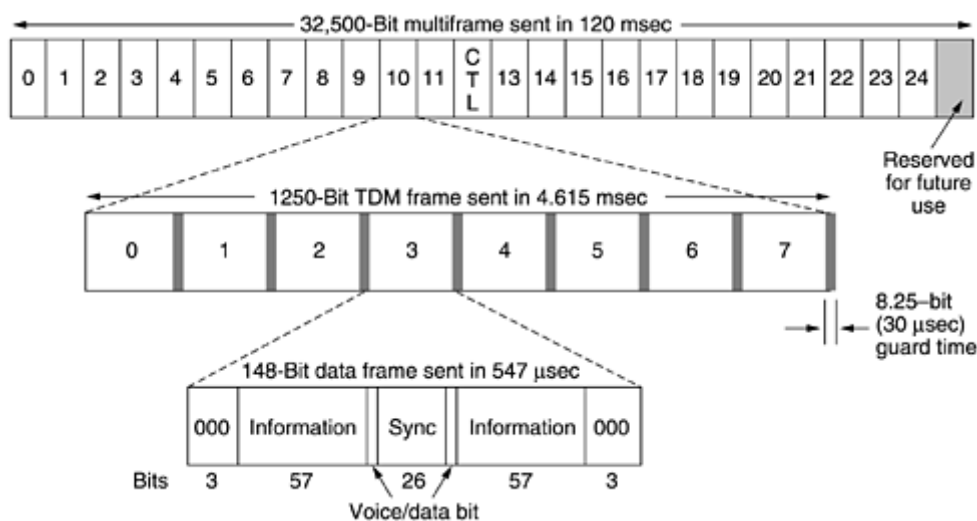 32,500-Bit multiframe sent in 120 msec
0 1 2 3 4 5 6 7 8 9 10 11 CTL 13 14 15 16 17 18 19 20 21 22 23 24
Reserved
for future
use
1250-Bit TDM frame sent in 4.615 msec
0 1 2 3 4 5 6 7
8.25–bit
(30 μsec)
guard time
148-Bit data frame sent in 547 μsec
000 Information Sync Information 000
Bits 3 57 26 57 3
Voice/data bit